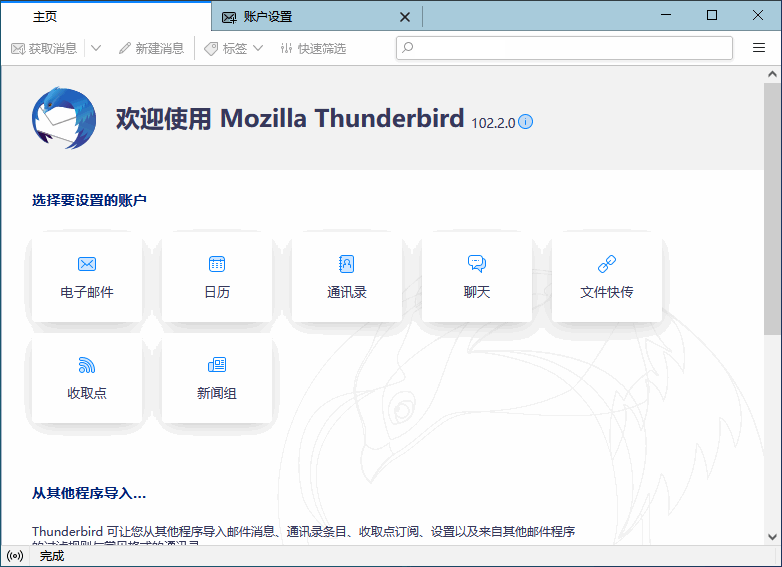 主页
账户设置
获取消息
新建消息
标签
快速筛选
欢迎使用 Mozilla Thunderbird 102.2.0
选择要设置的账户
电子邮件
日历
通讯录
聊天
文件快传
收取点
新闻组
从其他程序导入...
Thunderbird 可让您从其他程序导入邮件消息、通讯录条目、收取点订阅、设置以及来自其他邮件程序
完成